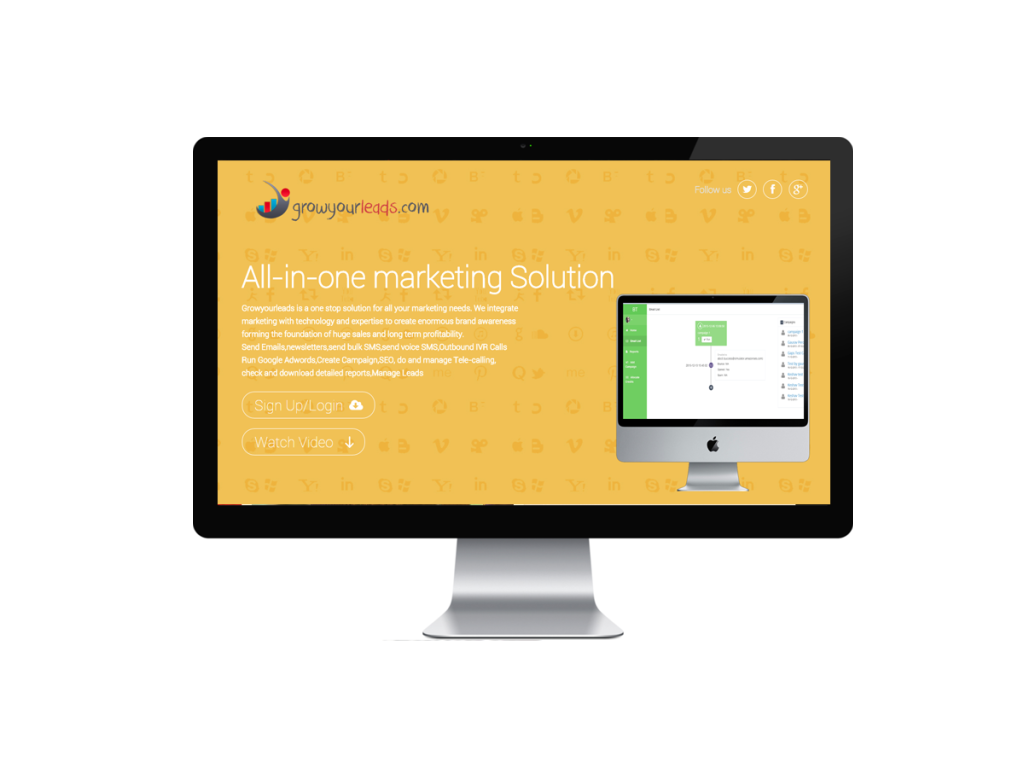 growyourleads.com
Follow us
All-in-one marketing Solution
Growyourleads is a one stop solution for all your marketing needs. We integrate
marketing with technology and expertise to create enormous brand awareness
forming the foundation of huge sales and long term profitability.
Send Emails,newsletters,send bulk SMS,send voice SMS,Outbound IVR Calls
Run Google Adwords,Create Campaign,SEO, do and manage Tele-calling,
check and download detailed reports,Manage Leads
Sign Up/Login
Watch Video